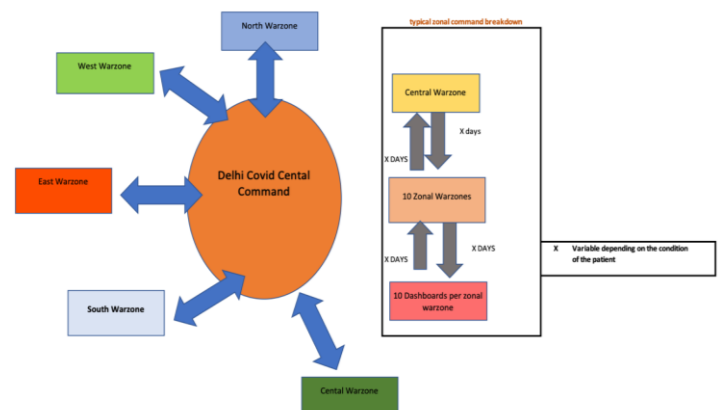 typical zonal command breakdown
North Warzone
West Warzone
Central Warzone
X days
X DAYS
Delhi Covid Cental
Command
East Warzone
10 Zonal Warzones
X DAYS
X DAYS
X Variable depending on the condition
of the patient
10 Dashboards per zonal
warzone
South Warzone
Cental Warzone